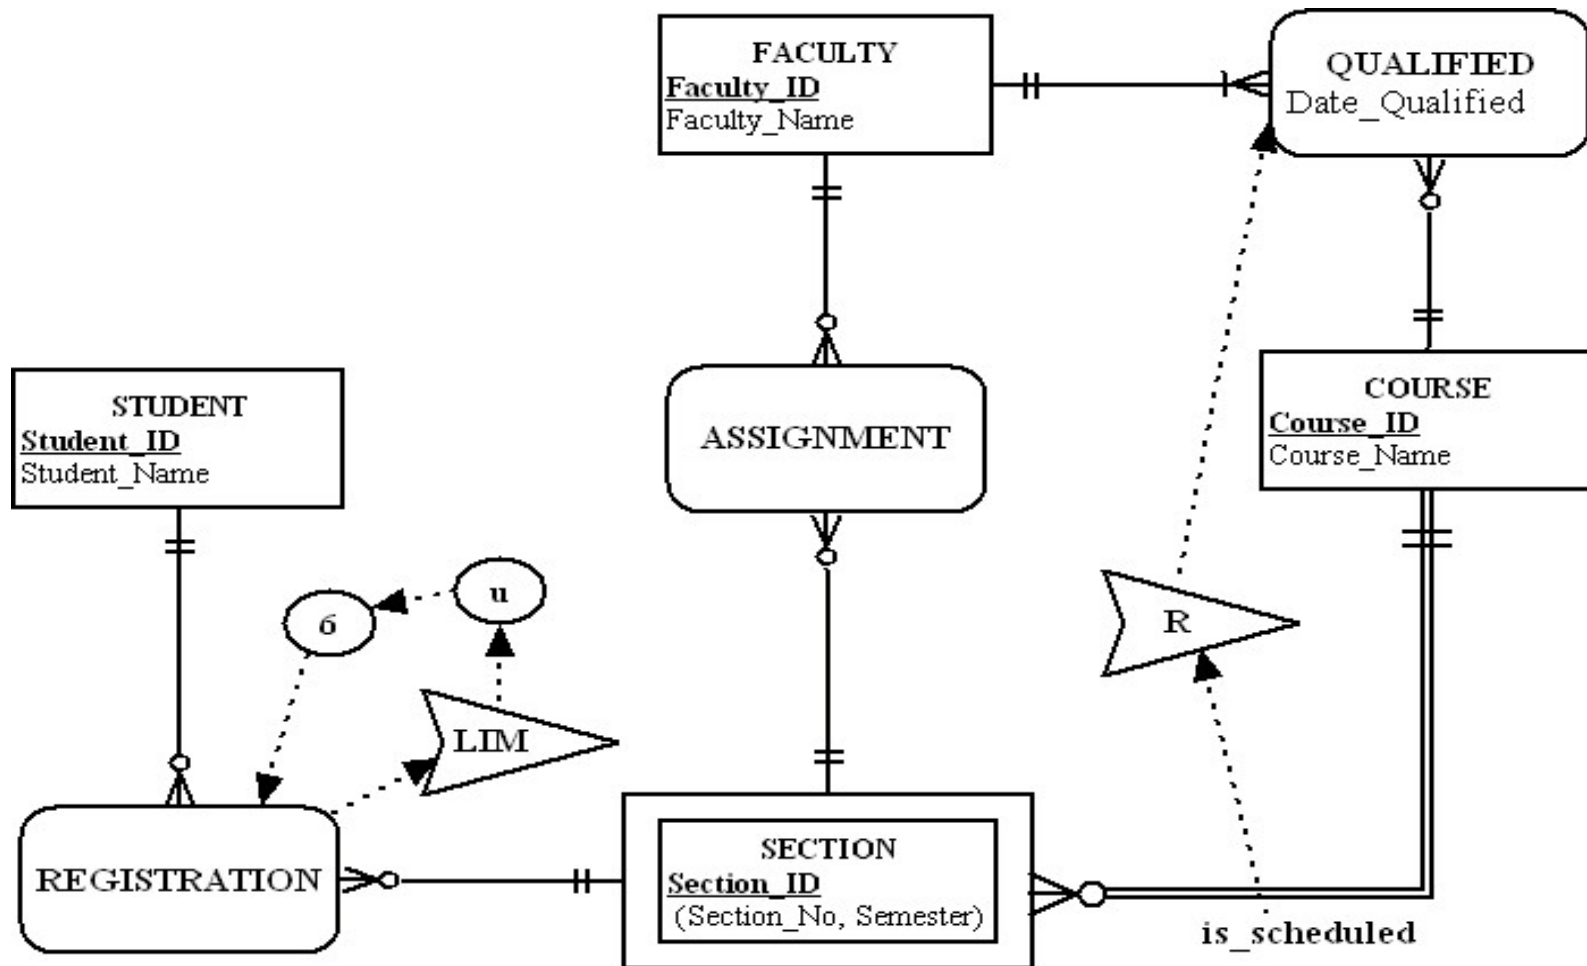 FACULTY
Faculty_ID
Faculty_Name
QUALIFIED
Date_Qualified
STUDENT
Student_ID
Student_Name
ASSIGNMENT
COURSE
Course_ID
Course_Name
6
u
R
LIM
REGISTRATION
SECTION
Section_ID
(Section_No, Semester)
is_scheduled